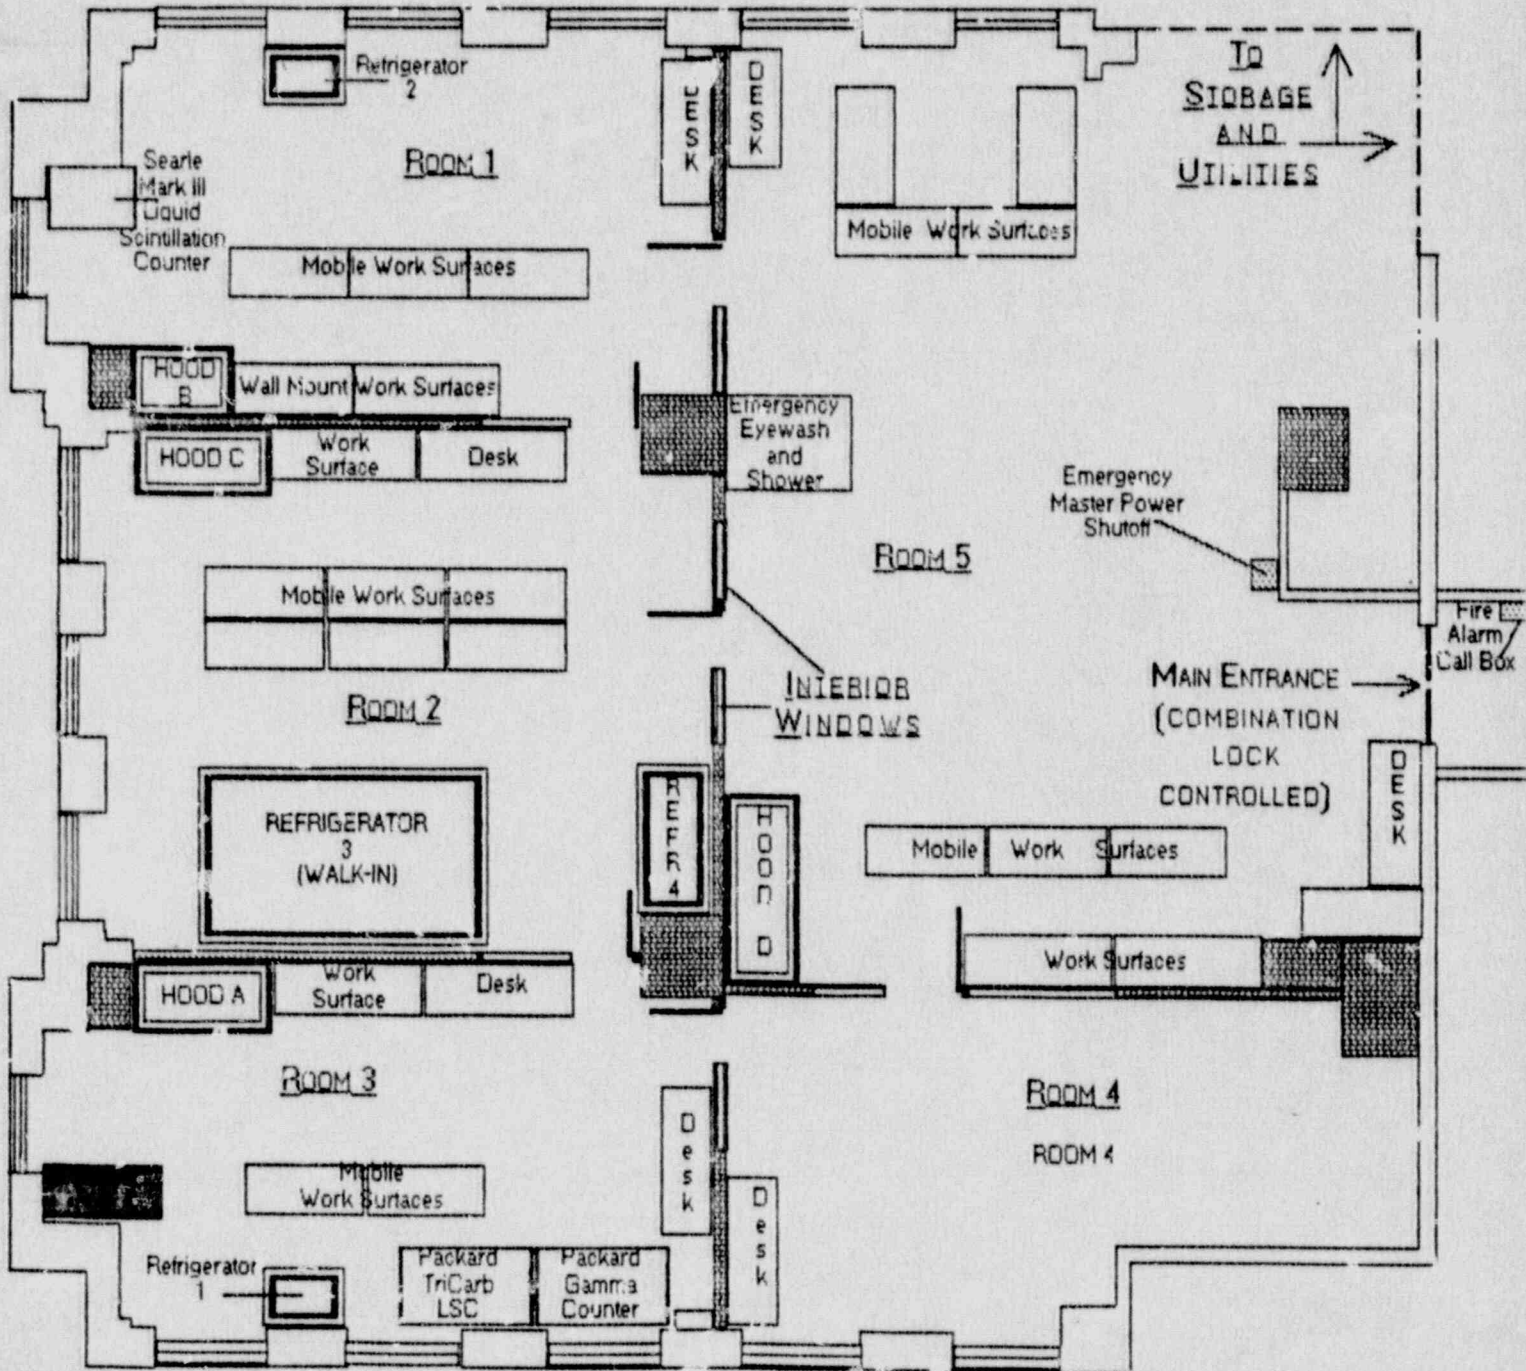 Refrigerator
2
DESK
DESK
TO
STORAGE
AND
UTILITIES
ROOM 1
Searle
Mark III
Liquid
Scintillation
Counter
Mobile Work Surfaces
Mobile Work Surfaces
HOOD
B
Wall Mount Work Surfaces
HOOD C
Work
Surface
Desk
Emergency
Eyewash
and
Shower
Emergency
Master Power
Shutoff
ROOM 5
Mobile Work Surfaces
Fire
Alarm
Call Box
ROOM 2
INTERIOR
WINDOWS
MAIN ENTRANCE
(COMBINATION
LOCK
CONTROLLED)
DESK
REFRIGERATOR
3
(WALK-IN)
REFR 4
HOOD D
Mobile Work Surfaces
Work Surfaces
HOOD A
Work
Surface
Desk
ROOM 3
ROOM 4
ROOM 4
Desk
Desk
Mobile
Work Surfaces
Refrigerator
1
Packard
TriCarb
LSC
Packard
Gamma
Counter